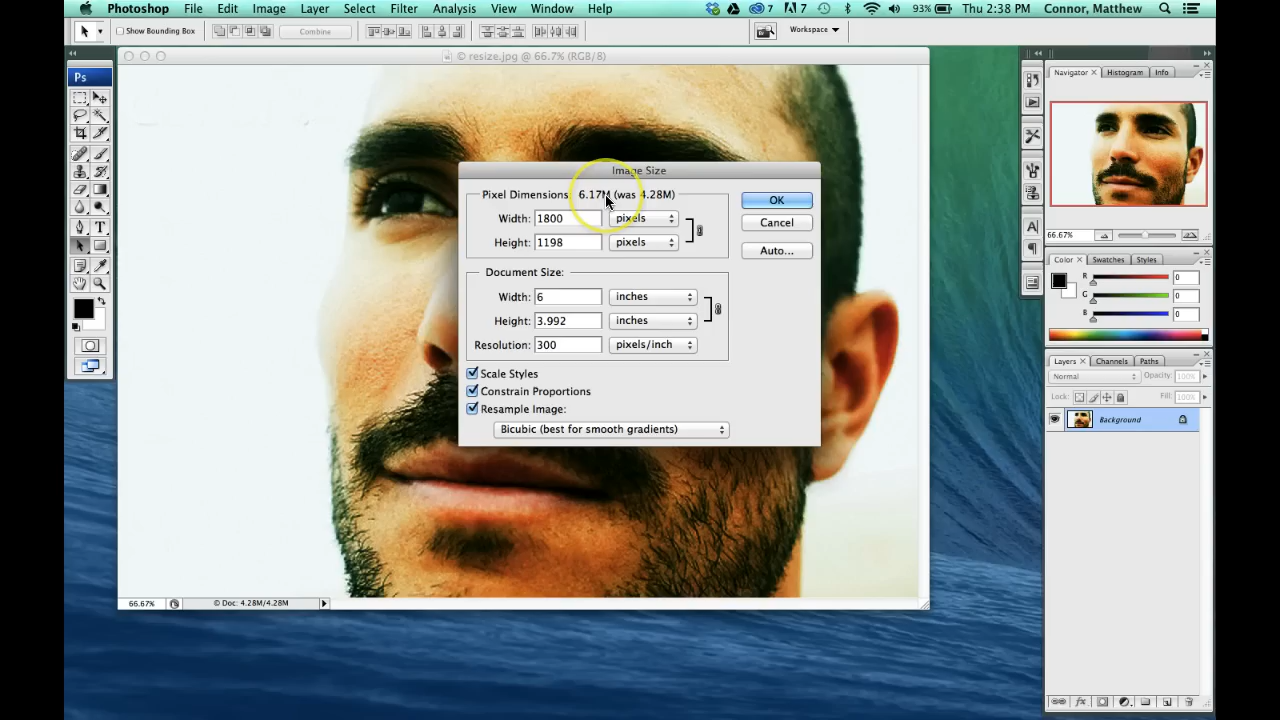 Photoshop File Edit Image Layer Select Filter Analysis View Window Help 7 7 93% Thu 2:38 PM Connor, Matthew
Show Bounding Box Combine Workspace
© resize.jpg @ 66.7% (RGB/8)
Ps
Navigator Histogram Info
Image Size
Pixel Dimensions: 6.17M (was 4.28M)
OK
Width: 1800 pixels
Cancel
Height: 1198 pixels
Auto...
66.67%
Color Swatches Styles
Document Size:
R 0
Width: 6 inches
G 0
Height: 3.992 inches
B 0
Resolution: 300 pixels/inch
Layers Channels Paths
Scale Styles
Normal Opacity: 100%
Constrain Proportions
Lock: Fill: 100%
Resample Image:
Background
Bicubic (best for smooth gradients)
66.67% © Doc: 4.28M/4.28M